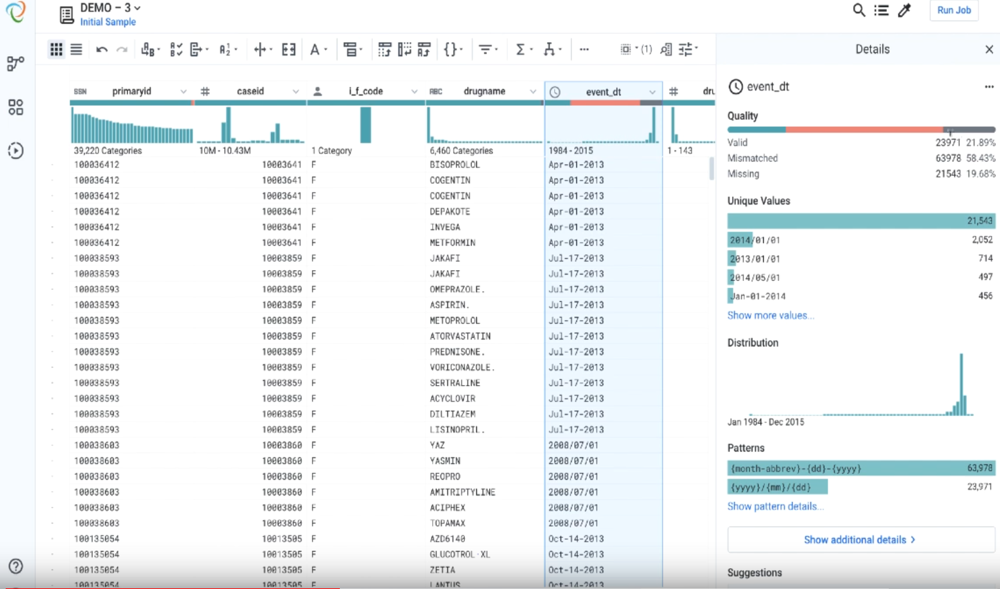 DEMO – 3
Initial Sample
Run Job
(1)
Details
SSN primaryid
# caseid
i_f_code
ABC drugname
event_dt
# dru
39,220 Categories
10M - 10.43M
1 Category
6,460 Categories
1984 - 2015
1 - 143
100036412 10003641 F BISOPROLOL Apr-01-2013
100036412 10003641 F COGENTIN Apr-01-2013
100036412 10003641 F COGENTIN Apr-01-2013
100036412 10003641 F DEPAKOTE Apr-01-2013
100036412 10003641 F INVEGA Apr-01-2013
100036412 10003641 F METFORMIN Apr-01-2013
100038593 10003859 F JAKAFI Jul-17-2013
100038593 10003859 F JAKAFI Jul-17-2013
100038593 10003859 F OMEPRAZOLE. Jul-17-2013
100038593 10003859 F ASPIRIN. Jul-17-2013
100038593 10003859 F METOPROLOL Jul-17-2013
100038593 10003859 F ATORVASTATIN Jul-17-2013
100038593 10003859 F PREDNISONE. Jul-17-2013
100038593 10003859 F VORICONAZOLE. Jul-17-2013
100038593 10003859 F SERTRALINE Jul-17-2013
100038593 10003859 F ACYCLOVIR Jul-17-2013
100038593 10003859 F DILTIAZEM Jul-17-2013
100038593 10003859 F LISINOPRIL. Jul-17-2013
100038603 10003860 F YAZ 2008/07/01
100038603 10003860 F YASMIN 2008/07/01
100038603 10003860 F REOPRO 2008/07/01
100038603 10003860 F AMITRIPTYLINE 2008/07/01
100038603 10003860 F ACIPHEX 2008/07/01
100038603 10003860 F TOPAMAX 2008/07/01
100135054 10013505 F AZD6140 Oct-14-2013
100135054 10013505 F GLUCOTROL·XL Oct-14-2013
100135054 10013505 F ZETIA Oct-14-2013
100135054 10013505 F LANTUS Oct-14-2013
event_dt
Quality
Valid 23971 21.89%
Mismatched 63978 58.43%
Missing 21543 19.68%
Unique Values
21,543
2014/01/01 2,052
2013/01/01 714
2014/05/01 497
Jan-01-2014 456
Show more values...
Distribution
Jan 1984 - Dec 2015
Patterns
{month-abbrev}-{dd}-{yyyy} 63,978
{yyyy}/{mm}/{dd} 23,971
Show pattern details...
Show additional details >
Suggestions